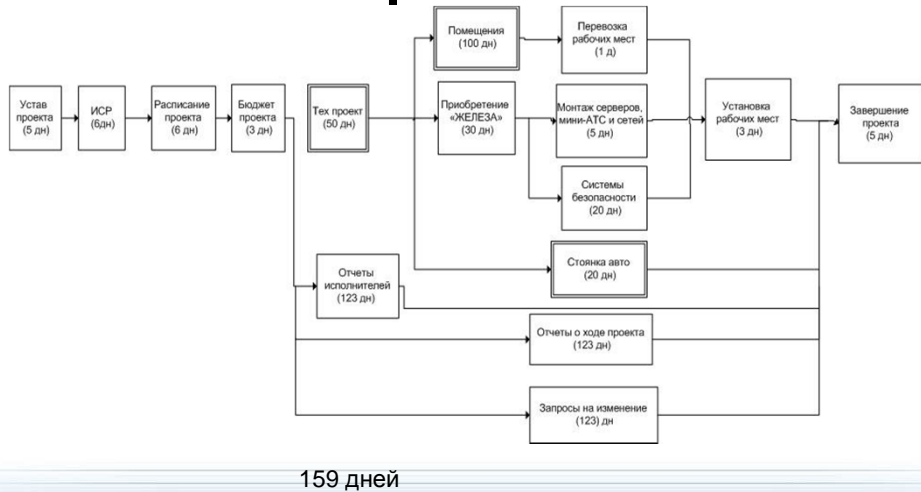 Помещения
(100 дн)
Перевозка
рабочих мест
(1 д)
Устав
проекта
(5 дн)
ИСР
(6дн)
Расписание
проекта
(6 дн)
Бюджет
проекта
(3 дн)
Тех проект
(50 дн)
Приобретение
«ЖЕЛЕЗА»
(30 дн)
Монтаж серверов,
мини-АТС и сетей
(5 дн)
Установка
рабочих мест
(3 дн)
Завершение
проекта
(5 дн)
Системы
безопасности
(20 дн)
Стоянка авто
(20 дн)
Отчеты
исполнителей
(123 дн)
Отчеты о ходе проекта
(123 дн)
Запросы на изменение
(123) дн
159 дней